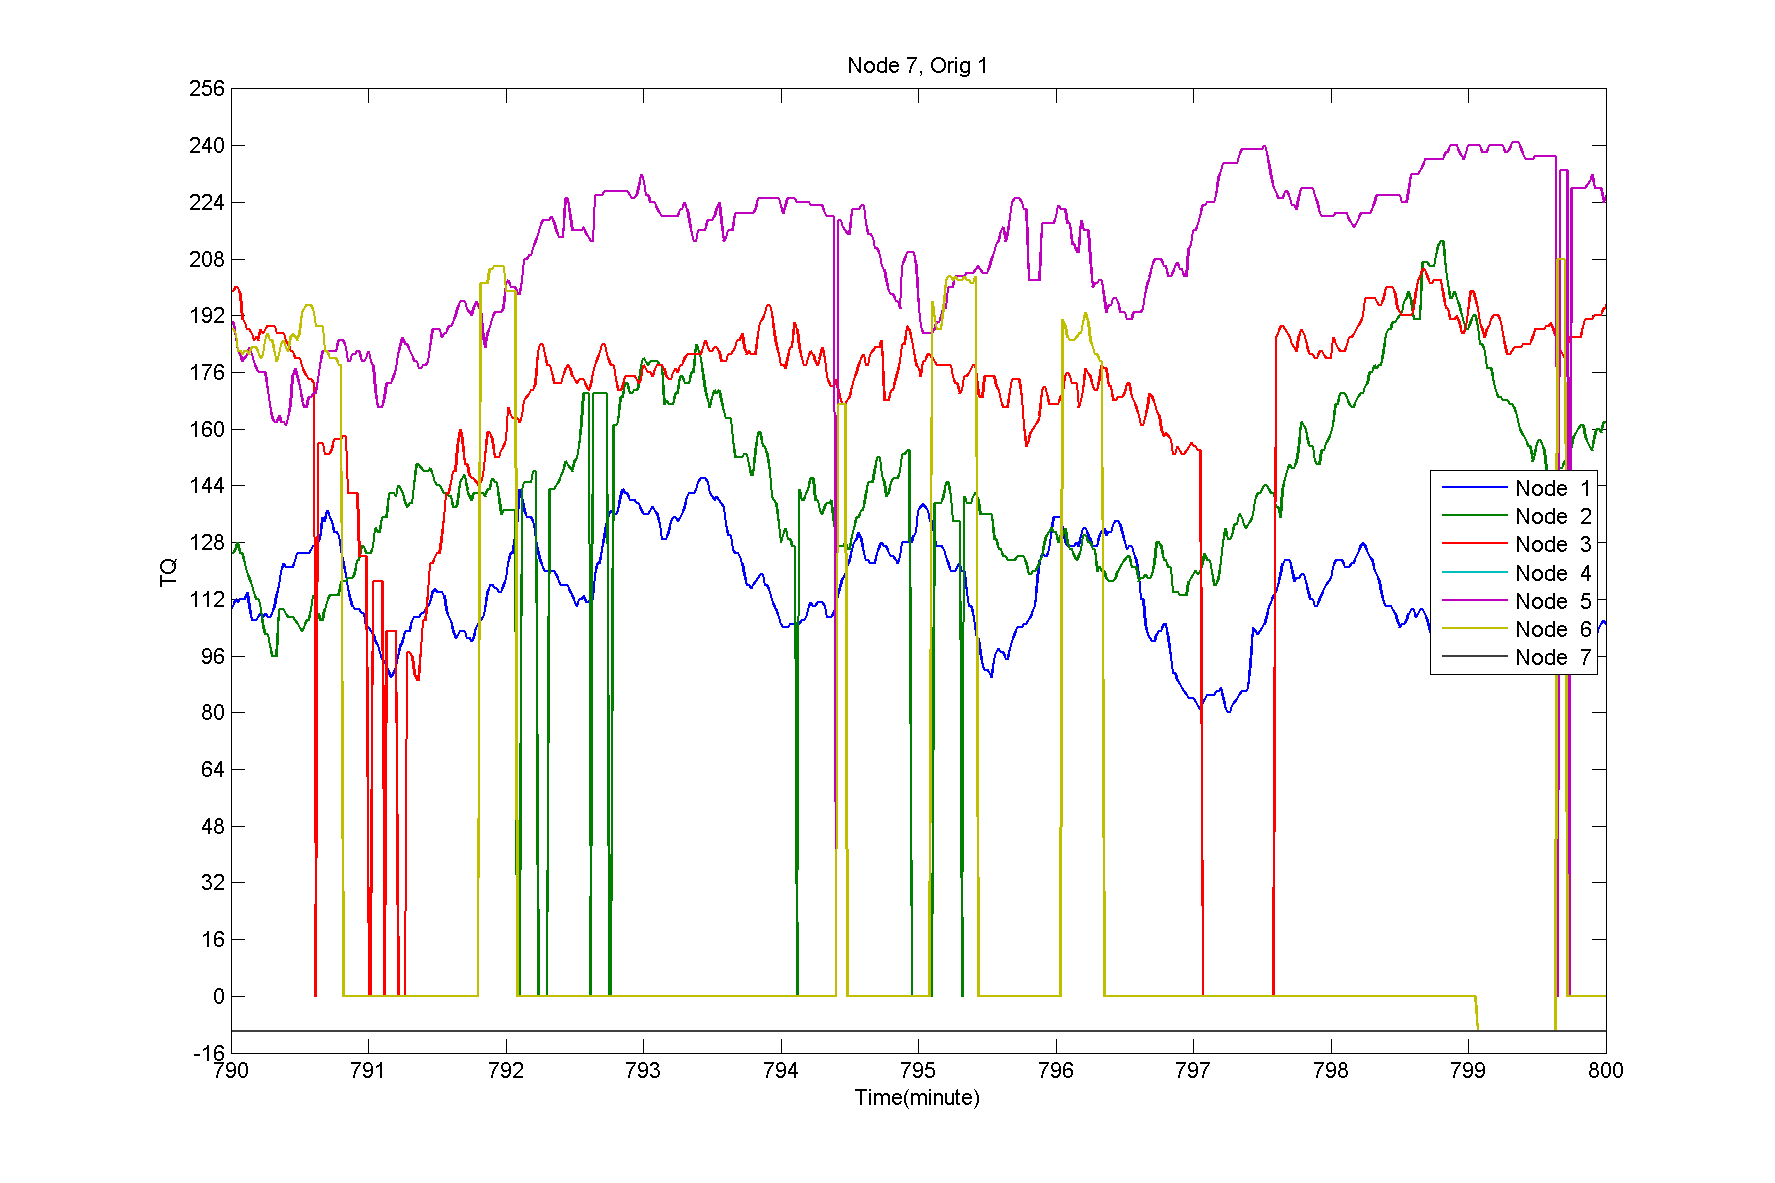 Node 7, Orig 1
256
240
224
208
192
176
160
144
128
112
96
80
64
48
32
16
0
-16
TQ
Node 1
Node 2
Node 3
Node 4
Node 5
Node 6
Node 7
790 791 792 793 794 795 796 797 798 799 800
Time(minute)